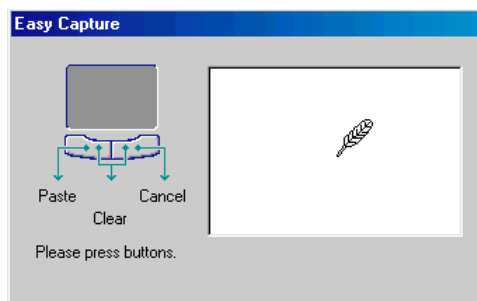 Easy Capture
Paste
Cancel
Clear
Please press buttons.